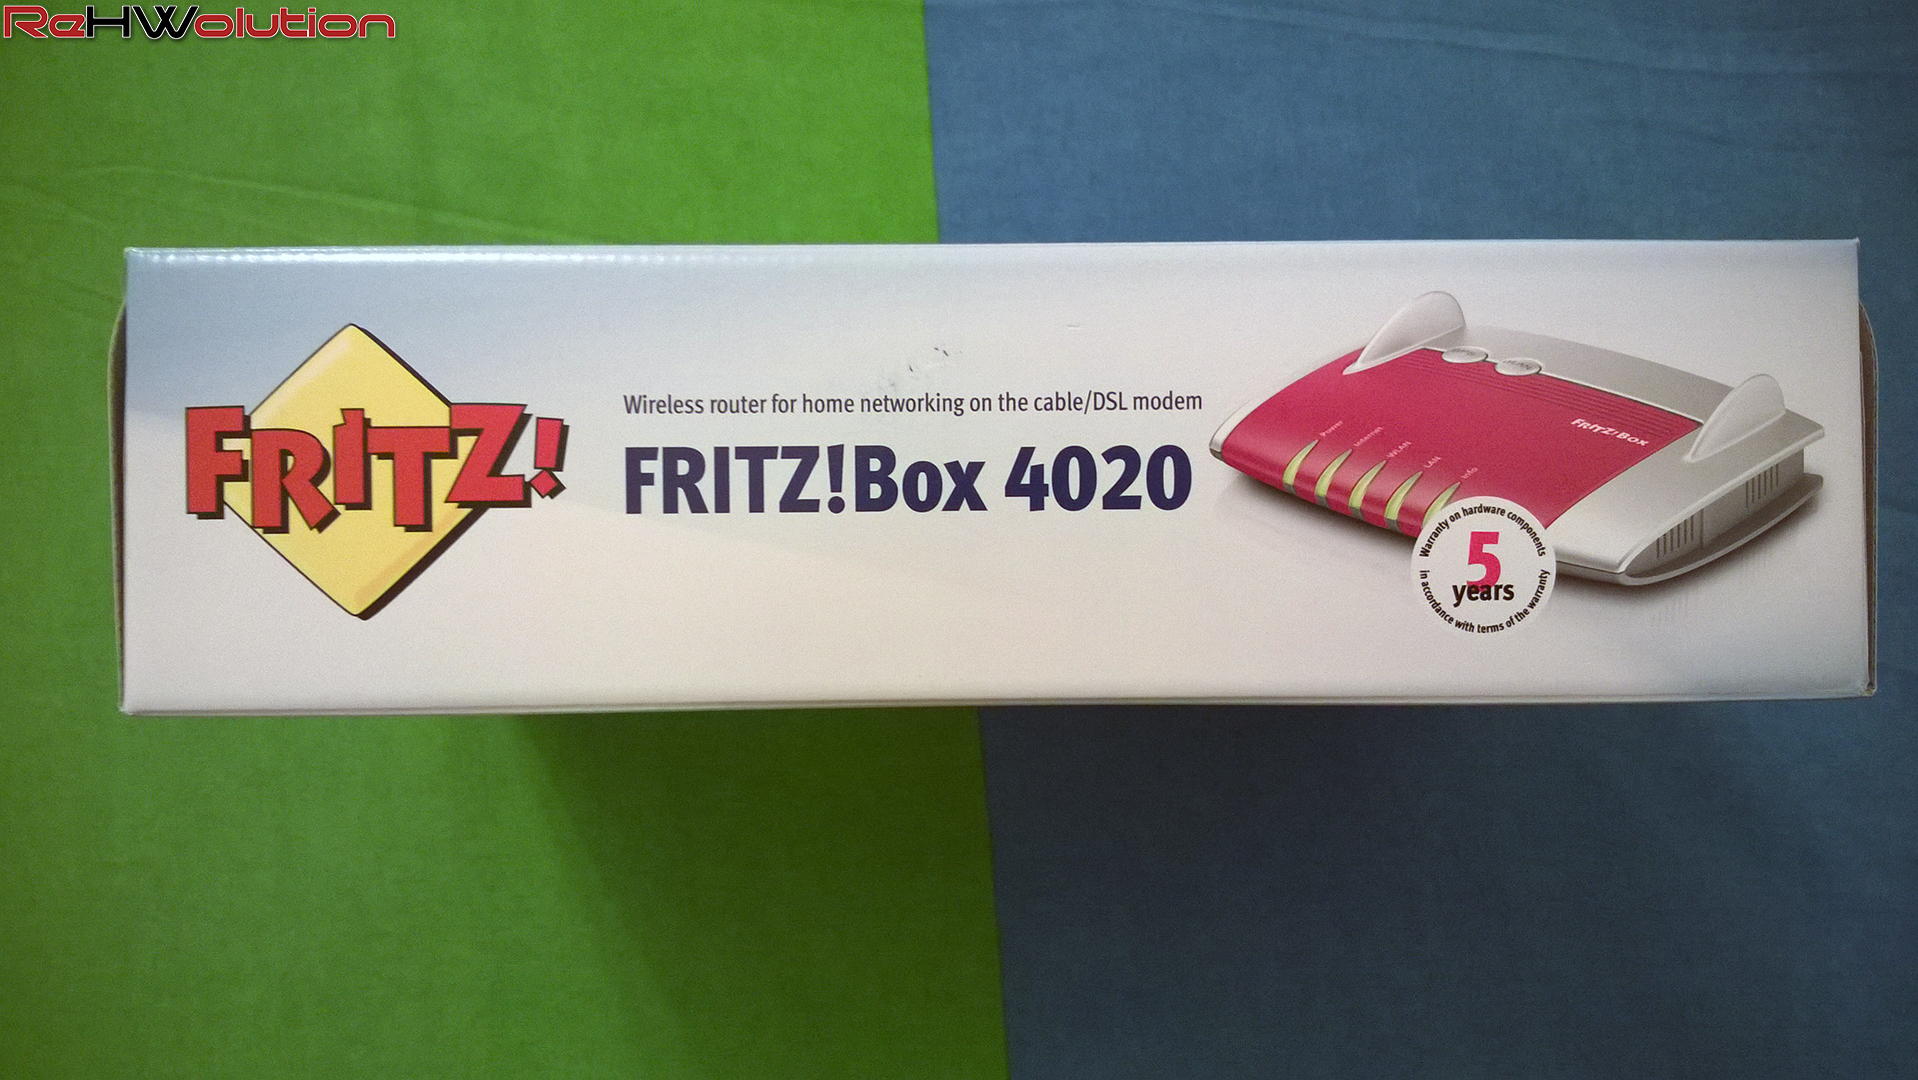 ReHWolution
FRITZ!
Wireless router for home networking on the cable/DSL modem
FRITZ!Box 4020
FRITZ!Box
Power
Internet
WLAN
LAN
Info
Warranty on hardware components
5
years
in accordance with terms of the warranty